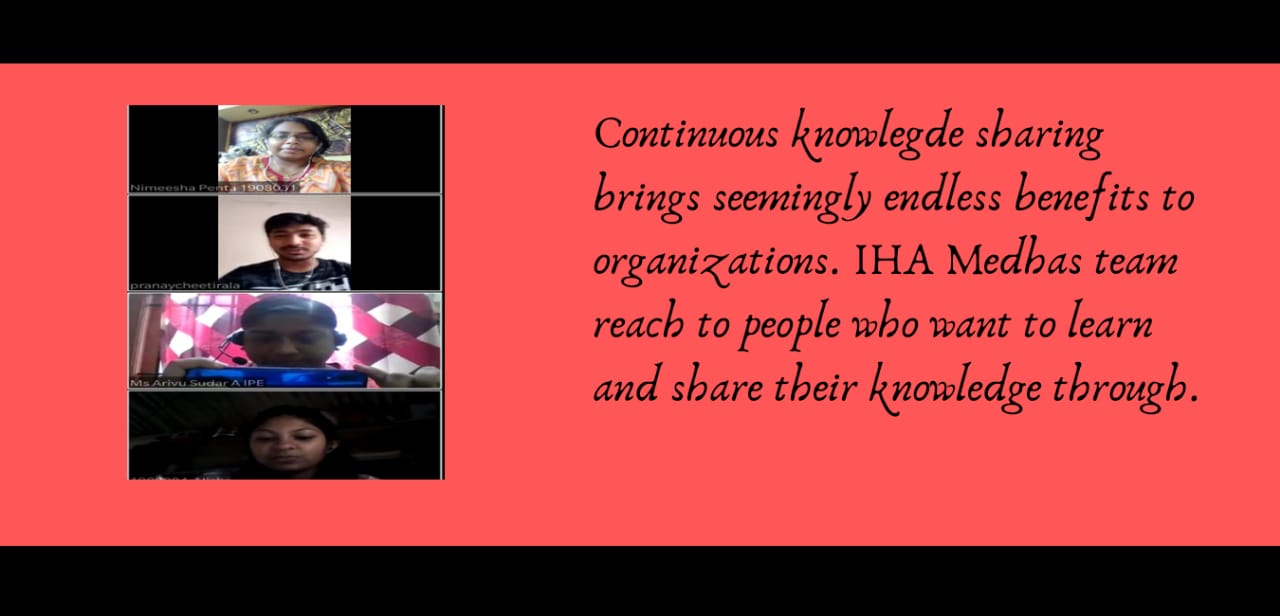 Nimeesha Penta 1908031
pranaycheetirala
Ms Arivu Sudar A IPE
Continuous knowlegde sharing
brings seemingly endless benefits to
organizations. IHA Medhas team
reach to people who want to learn
and share their knowledge through.